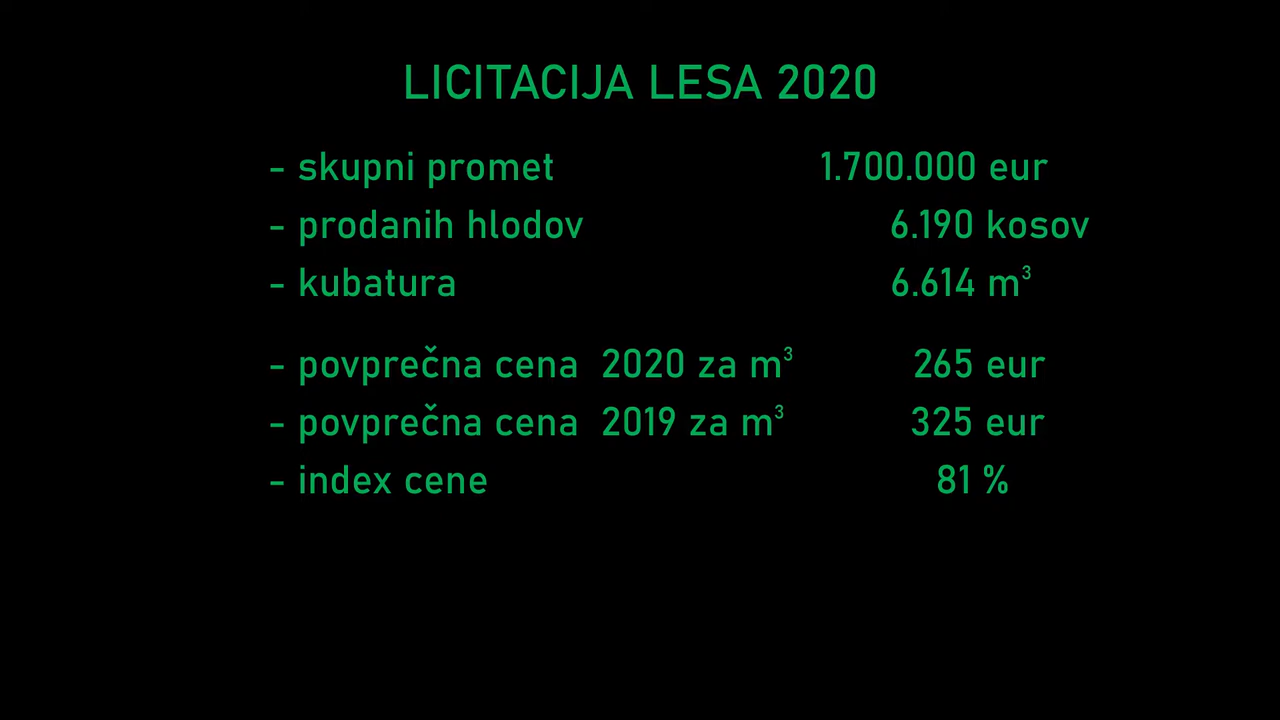 LICITACIJA LESA 2020
- skupni promet 1.700.000 eur
- prodanih hlodov 6.190 kosov
- kubatura 6.614 m³
- povprečna cena 2020 za m³ 265 eur
- povprečna cena 2019 za m³ 325 eur
- index cene 81 %